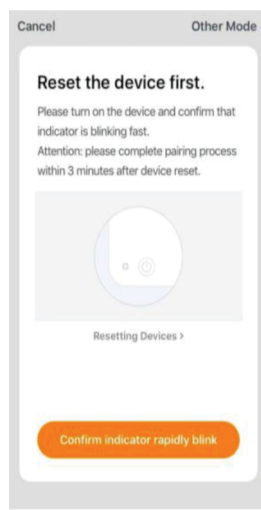 Cancel
Other Mode
Reset the device first.
Please turn on the device and confirm that
indicator is blinking fast.
Attention: please complete pairing process
within 3 minutes after device reset.
Resetting Devices >
Confirm indicator rapidly blink